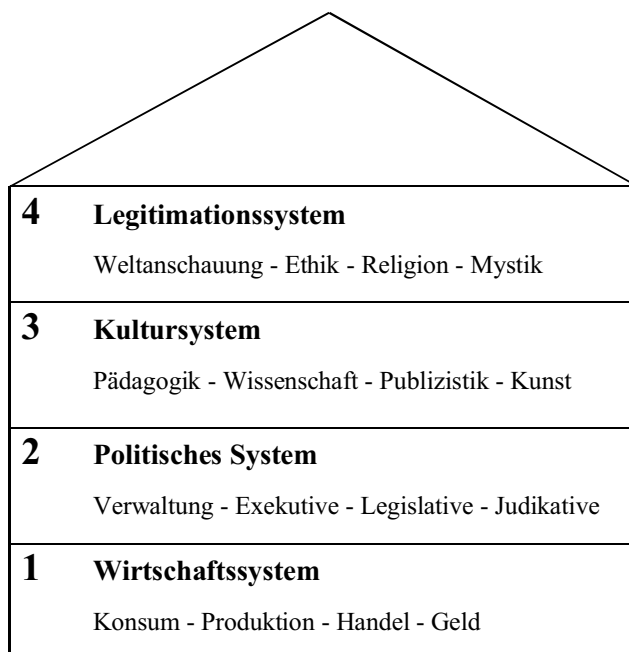 4 Legitimationssystem
Weltanschauung - Ethik - Religion - Mystik
3 Kultursystem
Pädagogik - Wissenschaft - Publizistik - Kunst
2 Politisches System
Verwaltung - Exekutive - Legislative - Judikative
1 Wirtschaftssystem
Konsum - Produktion - Handel - Geld